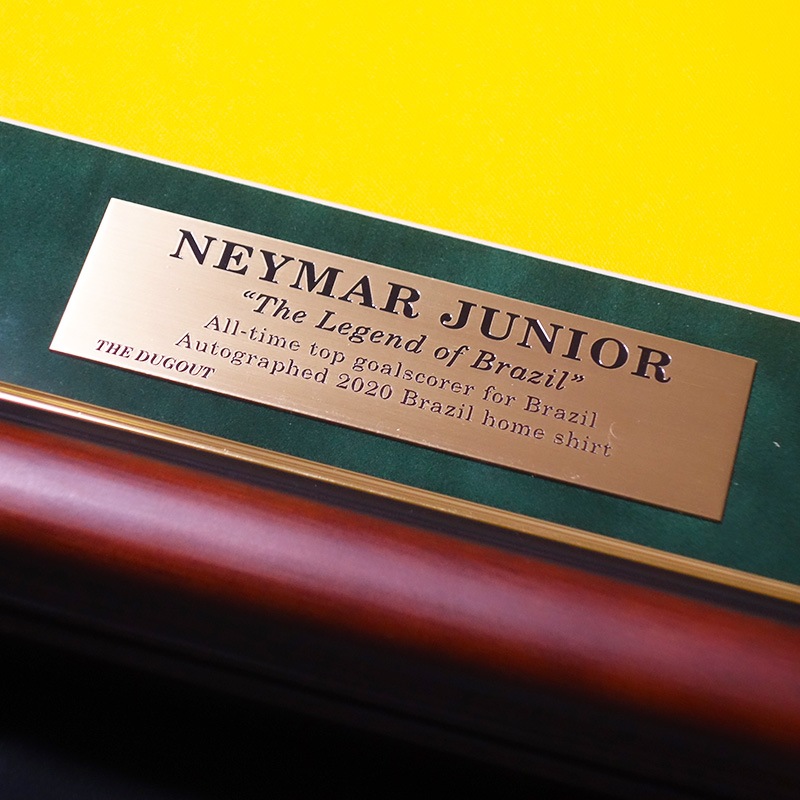 NEYMAR JUNIOR
“The Legend of Brazil”
All-time top goalscorer for Brazil
Autographed 2020 Brazil home shirt
THE DUGOUT